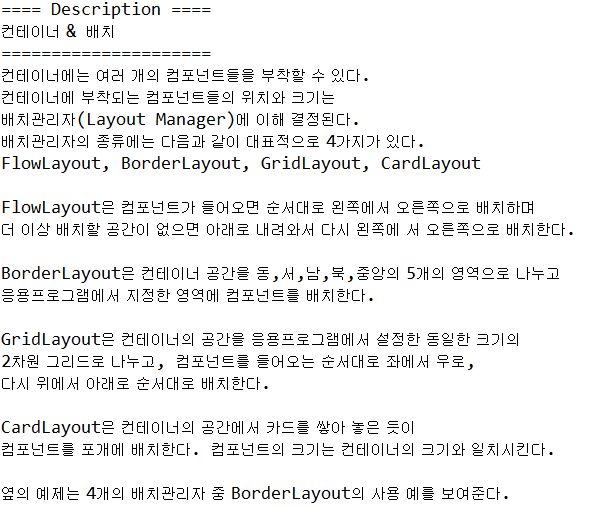 ==== Description ====
컨테이너 & 배치
=====================
컨테이너에는 여러 개의 컴포넌트들을 부착할 수 있다.
컨테이너에 부착되는 컴포넌트들의 위치와 크기는
배치관리자(Layout Manager)에 이해 결정된다.
배치관리자의 종류에는 다음과 같이 대표적으로 4가지가 있다.
FlowLayout, BorderLayout, GridLayout, CardLayout
FlowLayout은 컴포넌트가 들어오면 순서대로 왼쪽에서 오른쪽으로 배치하며
더 이상 배치할 공간이 없으면 아래로 내려와서 다시 왼쪽에 서 오른쪽으로 배치한다.
BorderLayout은 컨테이너 공간을 동,서,남,북,중앙의 5개의 영역으로 나누고
응용프로그램에서 지정한 영역에 컴포넌트를 배치한다.
GridLayout은 컨테이너의 공간을 응용프로그램에서 설정한 동일한 크기의
2차원 그리드로 나누고, 컴포넌트를 들어오는 순서대로 좌에서 우로,
다시 위에서 아래로 순서대로 배치한다.
CardLayout은 컨테이너의 공간에서 카드를 쌓아 놓은 듯이
컴포넌트를 포개에 배치한다. 컴포넌트의 크기는 컨테이너의 크기와 일치시킨다.
옆의 예제는 4개의 배치관리자 중 BorderLayout의 사용 예를 보여준다.